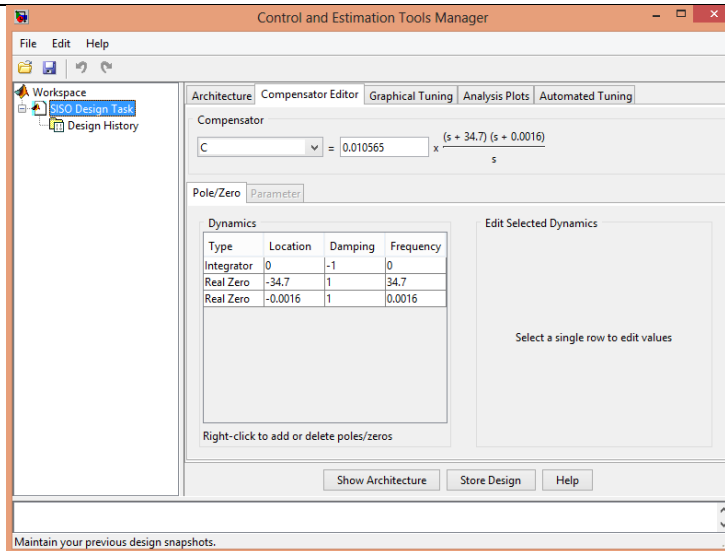 Control and Estimation Tools Manager
File Edit Help
Workspace
SISO Design Task
Design History
Architecture Compensator Editor Graphical Tuning Analysis Plots Automated Tuning
Compensator
C = 0.010565 x (s + 34.7) (s + 0.0016)
s
Pole/Zero Parameter
Dynamics
Type Location Damping Frequency
Integrator 0 -1 0
Real Zero -34.7 1 34.7
Real Zero -0.0016 1 0.0016
Right-click to add or delete poles/zeros
Edit Selected Dynamics
Select a single row to edit values
Show Architecture Store Design Help
Maintain your previous design snapshots.